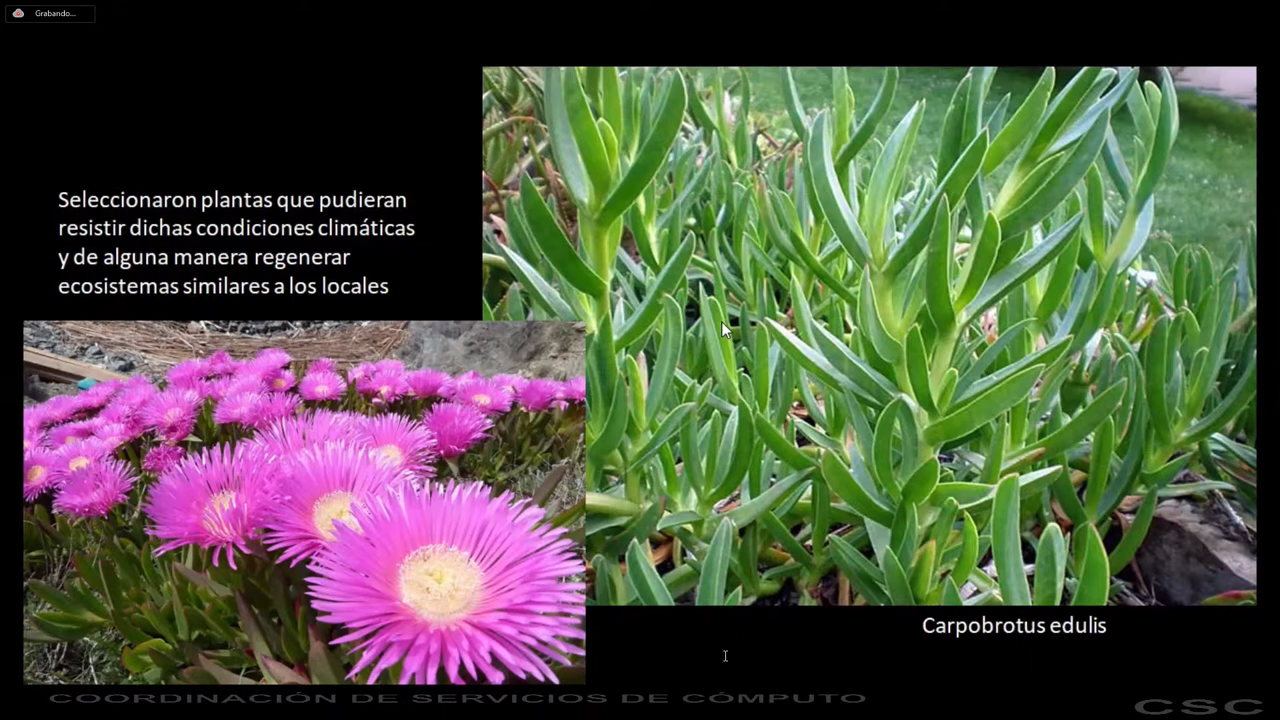 Grabando...
Seleccionaron plantas que pudieran
resistir dichas condiciones climáticas
y de alguna manera regenerar
ecosistemas similares a los locales
Carpobrotus edulis
COORDINACIÓN DE SERVICIOS DE CÓMPUTO
CSC